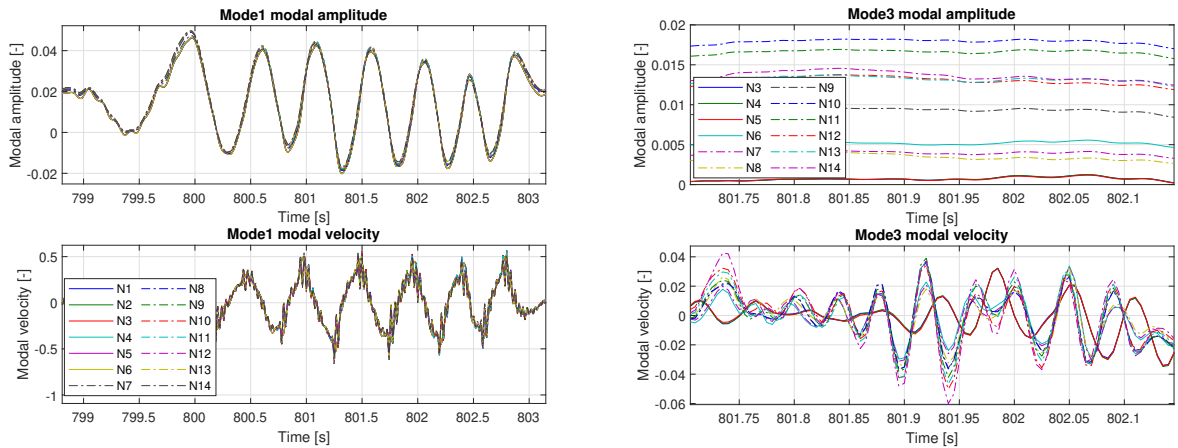 Mode1 modal amplitude
Modal amplitude [-]
0.04
0.02
0
-0.02
799 799.5 800 800.5 801 801.5 802 802.5 803
Time [s]
Mode3 modal amplitude
Modal amplitude [-]
0.02
0.015
0.01
0.005
0
N3 N9
N4 N10
N5 N11
N6 N12
N7 N13
N8 N14
801.75 801.8 801.85 801.9 801.95 802 802.05 802.1
Time [s]
Mode1 modal velocity
Modal velocity [-]
0.5
0
-0.5
-1
N1 N8
N2 N9
N3 N10
N4 N11
N5 N12
N6 N13
N7 N14
799 799.5 800 800.5 801 801.5 802 802.5 803
Time [s]
Mode3 modal velocity
Modal velocity [-]
0.04
0.02
0
-0.02
-0.04
-0.06
801.75 801.8 801.85 801.9 801.95 802 802.05 802.1
Time [s]